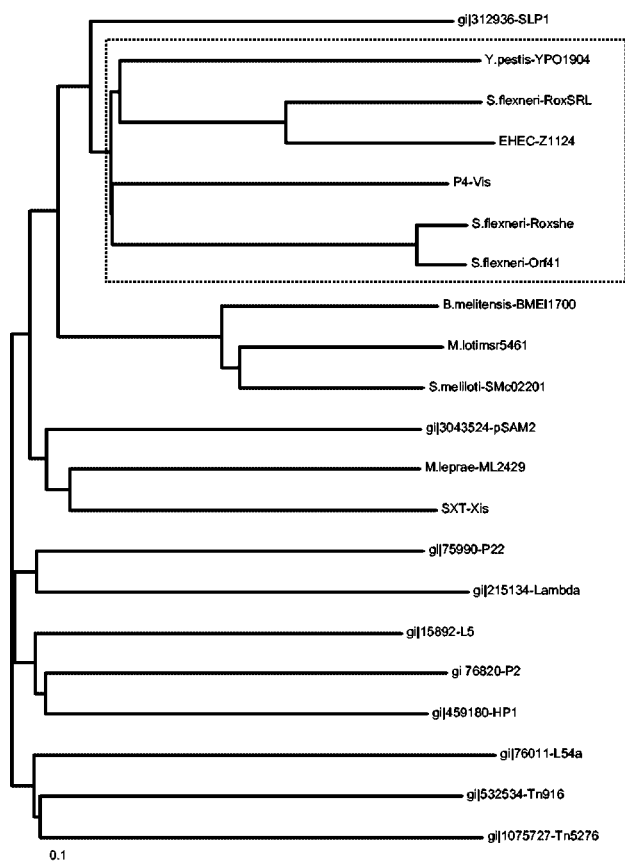 gi|312936-SLP1
Y.pestis-YPO1904
S.flexneri-RoxSRL
EHEC-Z1124
P4-Vis
S.flexneri-Roxshe
S.flexneri-Orf41
B.melitensis-BMEI1700
M.lotimsr5461
S.meliloti-SMc02201
gi|3043524-pSAM2
M.leprae-ML2429
SXT-Xis
gi|75990-P22
gi|215134-Lambda
gi|15892-L5
gi 76820-P2
gi|459180-HP1
gi|76011-L54a
gi|532534-Tn916
gi|1075727-Tn5276
0.1